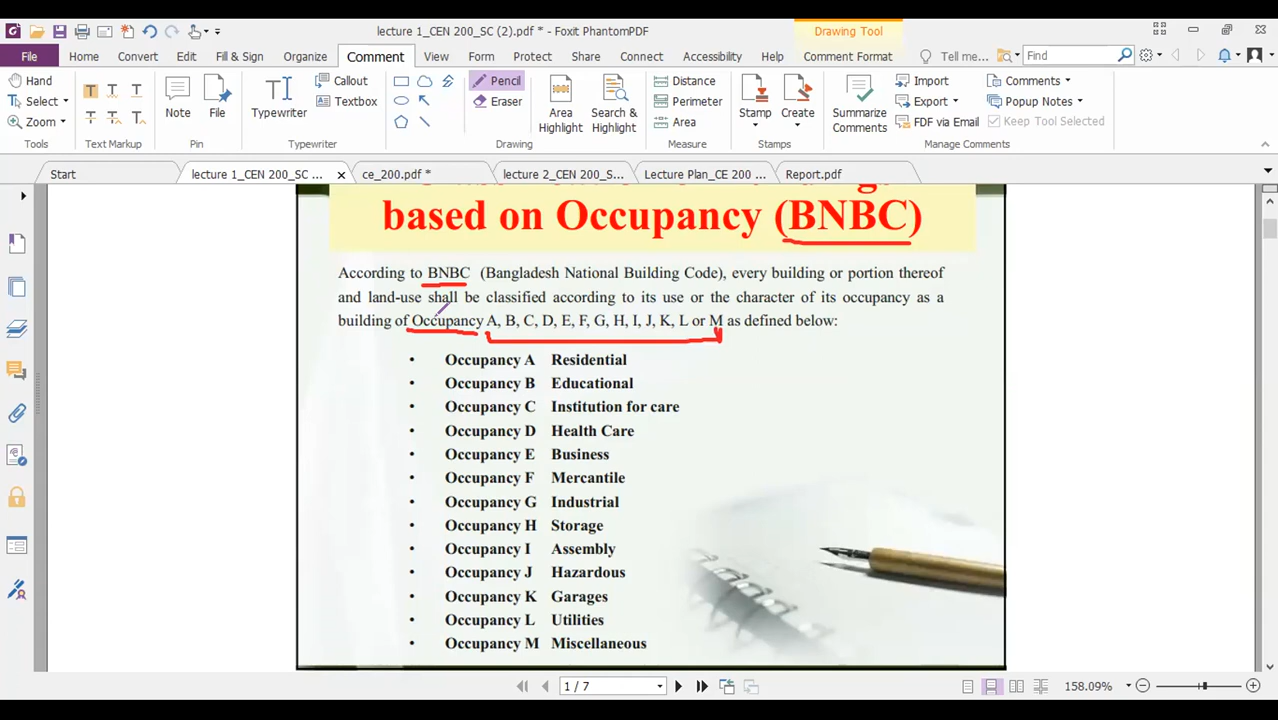 lecture 1_CEN 200_SC (2).pdf * - Foxit PhantomPDF
Drawing Tool
File Home Convert Edit Fill & Sign Organize Comment View Form Protect Share Connect Accessibility Help Comment Format Tell me... Find
Hand
Select
Zoom
Tools
Text Markup
Note
File
Pin
Typewriter
Callout
Textbox
Typewriter
Pencil
Eraser
Drawing
Area Highlight
Search & Highlight
Distance
Perimeter
Area
Measure
Stamp
Create
Stamps
Summarize Comments
Import
Export
FDF via Email
Comments
Popup Notes
Keep Tool Selected
Manage Comments
Start
lecture 1_CEN 200_SC ...
ce_200.pdf *
lecture 2_CEN 200_S...
Lecture Plan_CE 200 ...
Report.pdf
based on Occupancy (BNBC)
According to BNBC (Bangladesh National Building Code), every building or portion thereof
and land-use shall be classified according to its use or the character of its occupancy as a
building of Occupancy A, B, C, D, E, F, G, H, I, J, K, L or M as defined below:
• Occupancy A Residential
• Occupancy B Educational
• Occupancy C Institution for care
• Occupancy D Health Care
• Occupancy E Business
• Occupancy F Mercantile
• Occupancy G Industrial
• Occupancy H Storage
• Occupancy I Assembly
• Occupancy J Hazardous
• Occupancy K Garages
• Occupancy L Utilities
• Occupancy M Miscellaneous
1 / 7
158.09%